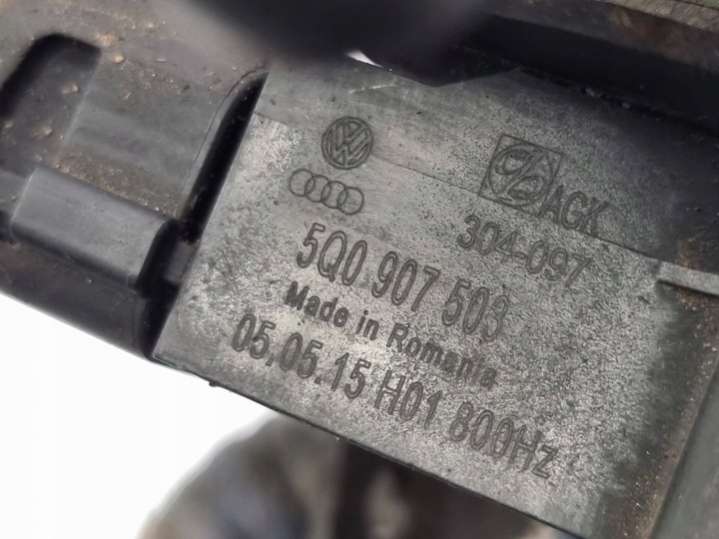 AGK
304-097
5Q0 907 503
Made in Romania
05.05.15 H01 800Hz